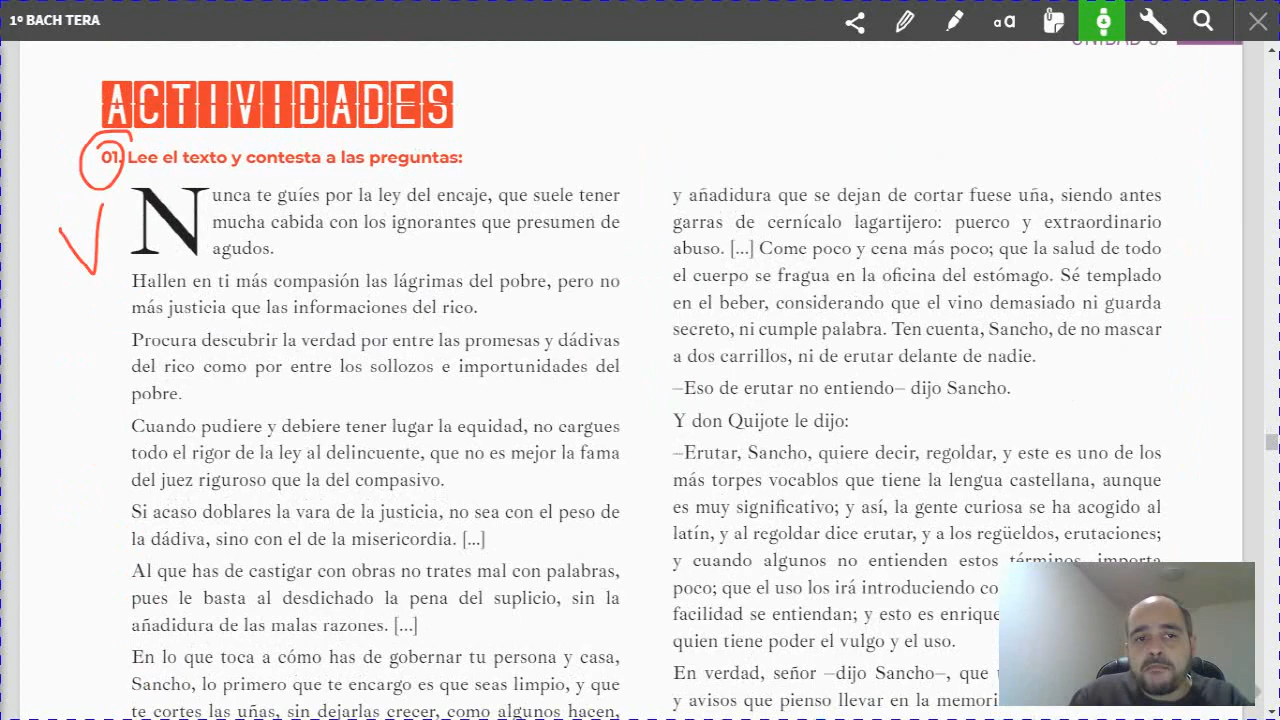 1º BACH TERA
a a
ACTIVIDADES
01. Lee el texto y contesta a las preguntas:
Nunca te guíes por la ley del encaje, que suele tener
mucha cabida con los ignorantes que presumen de
agudos.
Hallen en ti más compasión las lágrimas del pobre, pero no
más justicia que las informaciones del rico.
Procura descubrir la verdad por entre las promesas y dádivas
del rico como por entre los sollozos e importunidades del
pobre.
Cuando pudiere y debiere tener lugar la equidad, no cargues
todo el rigor de la ley al delincuente, que no es mejor la fama
del juez riguroso que la del compasivo.
Si acaso doblares la vara de la justicia, no sea con el peso de
la dádiva, sino con el de la misericordia. [...]
Al que has de castigar con obras no trates mal con palabras,
pues le basta al desdichado la pena del suplicio, sin la
añadidura de las malas razones. [...]
En lo que toca a cómo has de gobernar tu persona y casa,
Sancho, lo primero que te encargo es que seas limpio, y que
te cortes las uñas, sin dejarlas crecer, como algunos hacen,
y añadidura que se dejan de cortar fuese uña, siendo antes
garras de cernícalo lagartijero: puerco y extraordinario
abuso. [...] Come poco y cena más poco; que la salud de todo
el cuerpo se fragua en la oficina del estómago. Sé templado
en el beber, considerando que el vino demasiado ni guarda
secreto, ni cumple palabra. Ten cuenta, Sancho, de no mascar
a dos carrillos, ni de erutar delante de nadie.
–Eso de erutar no entiendo– dijo Sancho.
Y don Quijote le dijo:
–Erutar, Sancho, quiere decir, regoldar, y este es uno de los
más torpes vocablos que tiene la lengua castellana, aunque
es muy significativo; y así, la gente curiosa se ha acogido al
latín, y al regoldar dice erutar, y a los regüeldos, erutaciones;
y cuando algunos no entienden estos términos, importa
poco; que el uso los irá introduciendo
facilidad se entiendan; y esto es
quien tiene poder el vulgo y el uso.
En verdad, señor –dijo Sancho–, que
y avisos que pienso llevar en la